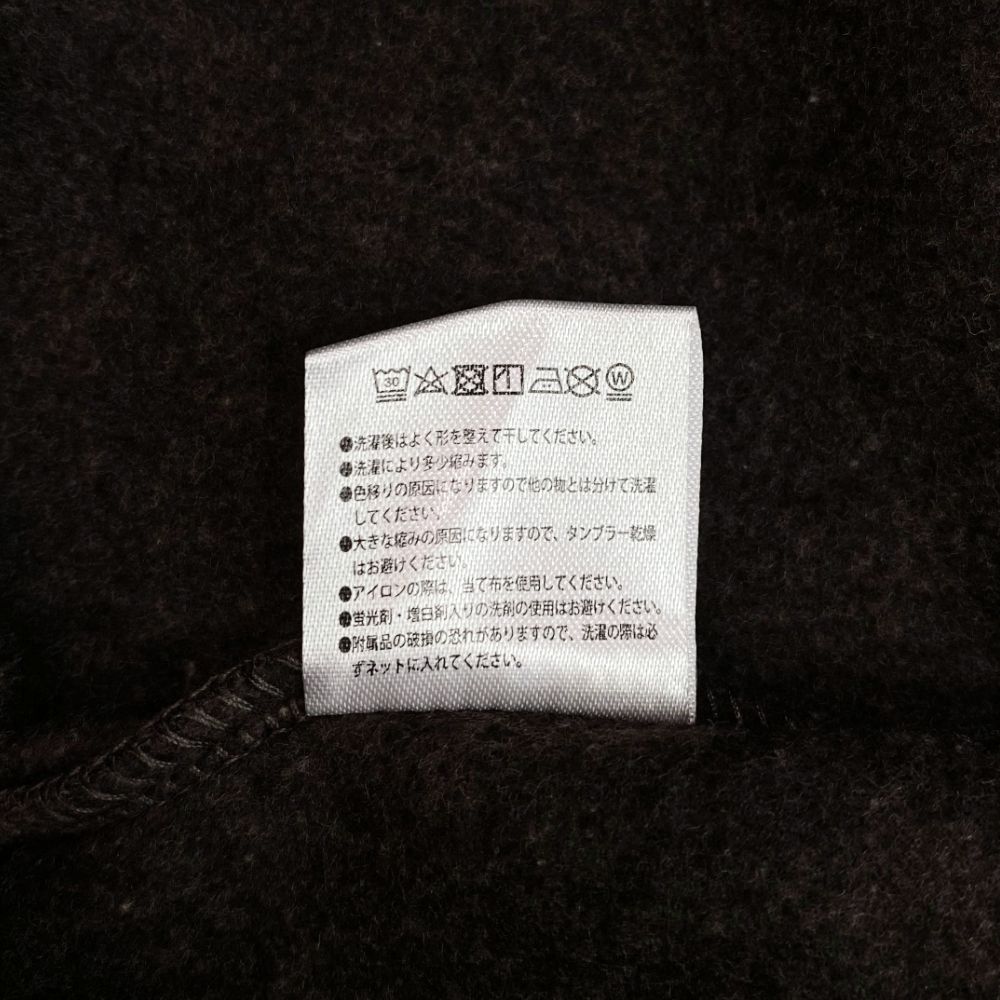 30 W
●洗濯後はよく形を整えて干してください。
●洗濯により多少縮みます。
●色移りの原因になりますので他の物とは分けて洗濯
してください。
●大きな縮みの原因になりますので、タンブラー乾燥
はお避けください。
●アイロンの際は、当て布を使用してください。
●蛍光剤・増白剤入りの洗剤の使用はお避けください。
●附属品の破損の恐れがありますので、洗濯の際は必
ずネットに入れてください。